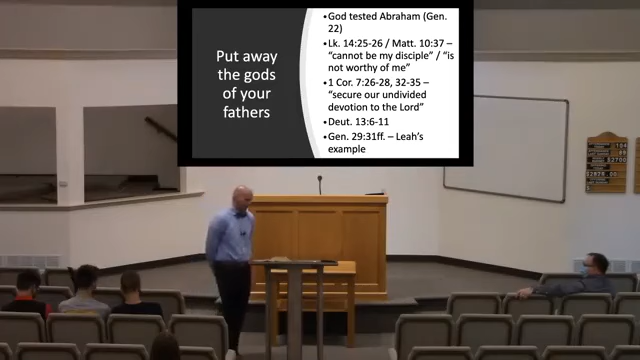 Put away
the gods
of your
fathers
•God tested Abraham (Gen.
22)
•Lk. 14:25-26 / Matt. 10:37 –
“cannot be my disciple” / “is
not worthy of me”
•1 Cor. 7:26-28, 32-35 –
“secure our undivided
devotion to the Lord”
•Deut. 13:6-11
•Gen. 29:31ff. – Leah’s
example
104
69